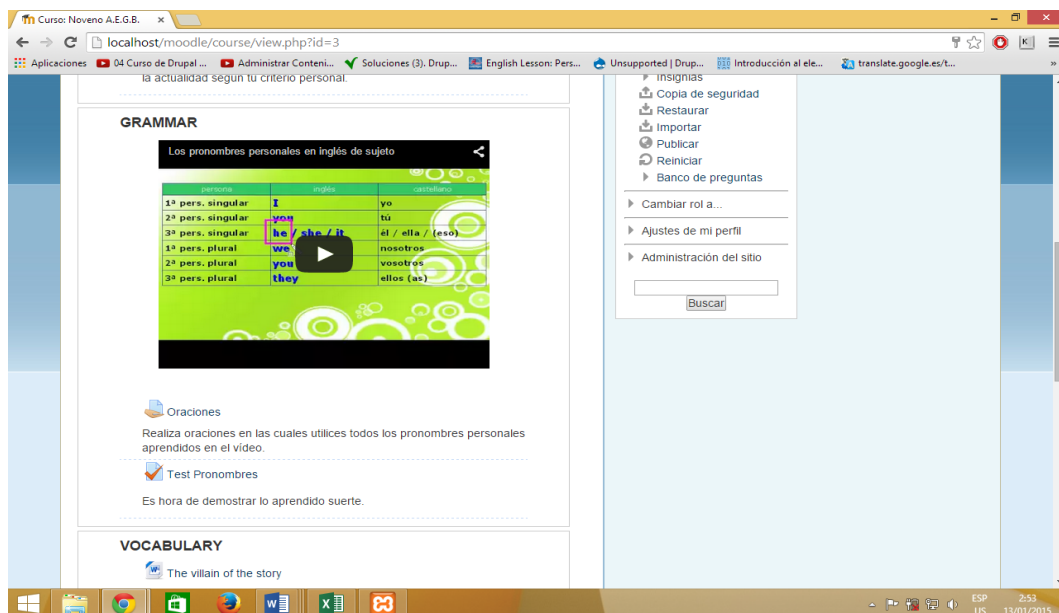 Curso: Noveno A.E.G.B.
localhost/moodle/course/view.php?id=3
Aplicaciones 04 Curso de Drupal ... Administrar Conteni... Soluciones (3). Drup... English Lesson: Pers... Unsupported | Drup... Introducción al ele... translate.google.es/t... »
la actualidad según tu criterio personal.
GRAMMAR
Los pronombres personales en inglés de sujeto
persona inglés castellano
1ª pers. singular I yo
2ª pers. singular you tú
3ª pers. singular he / she / it él / ella / (eso)
1ª pers. plural we nosotros
2ª pers. plural you vosotros
3ª pers. plural they ellos (as)
Oraciones
Realiza oraciones en las cuales utilices todos los pronombres personales
aprendidos en el vídeo.
Test Pronombres
Es hora de demostrar lo aprendido suerte.
VOCABULARY
The villain of the story
Insignias
Copia de seguridad
Restaurar
Importar
Publicar
Reiniciar
Banco de preguntas
Cambiar rol a...
Ajustes de mi perfil
Administración del sitio
Buscar
ESP 2:53
US 13/01/2015